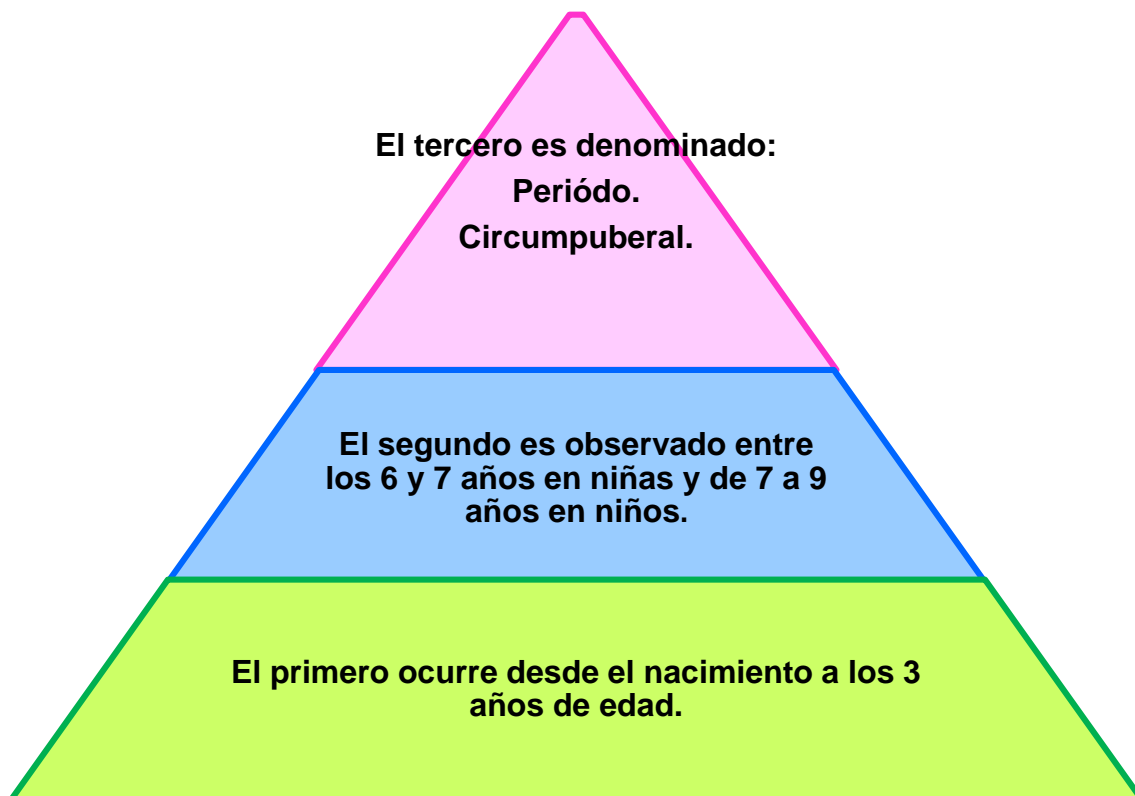 El tercero es denominado:
Periódo.
Circumpuberal.
El segundo es observado entre
los 6 y 7 años en niñas y de 7 a 9
años en niños.
El primero ocurre desde el nacimiento a los 3
años de edad.